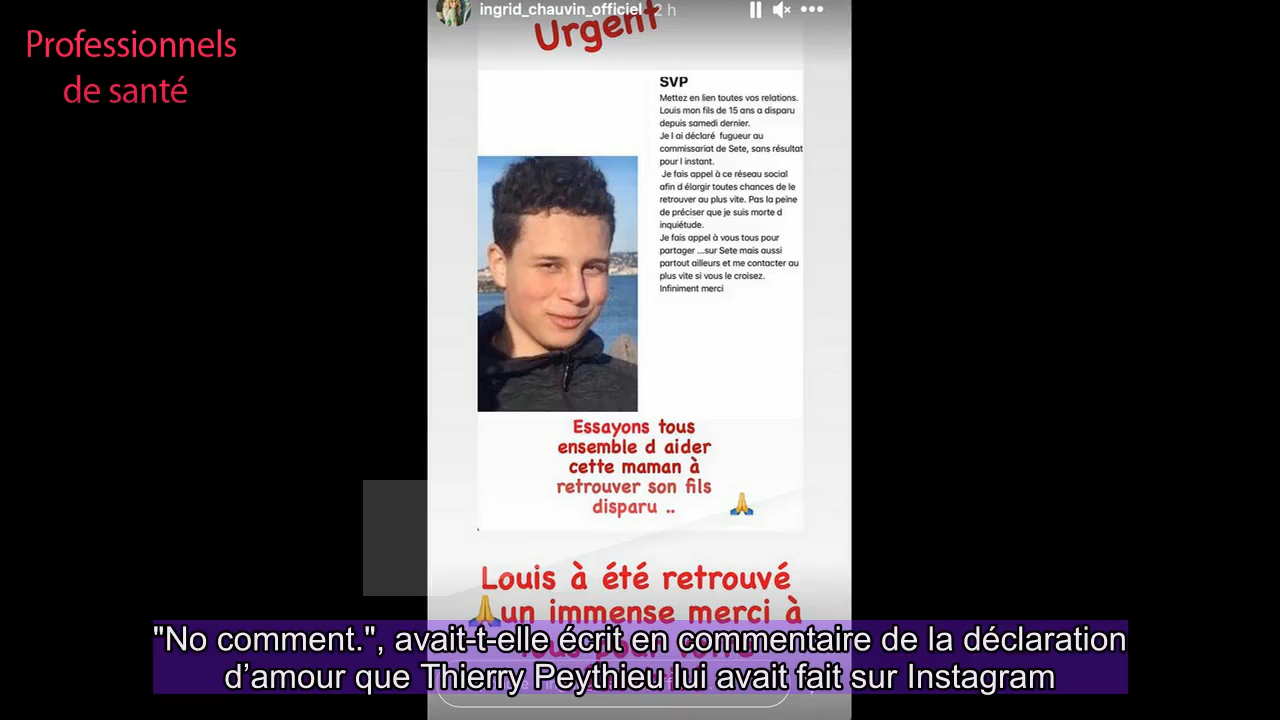 Professionnels
de santé
ingrid_chauvin_officiel 2 h
Urgent
SVP
Mettez en lien toutes vos relations.
Louis mon fils de 15 ans a disparu
depuis samedi dernier.
Je l ai déclaré fugueur au
commissariat de Sete, sans résultat
pour l instant.
Je fais appel à ce réseau social
afin d élargir toutes chances de le
retrouver au plus vite. Pas la peine
de préciser que je suis morte d
inquiétude.
Je fais appel à vous tous pour
partager ...sur Sete mais aussi
partout ailleurs et me contacter au
plus vite si vous le croisez.
Infiniment merci
Essayons tous
ensemble d aider
cette maman à
retrouver son fils
disparu ..
🙏
Louis à été retrouvé
🙏un immense merci à
"No comment.", avait-t-elle écrit en commentaire de la déclaration
d’amour que Thierry Peythieu lui avait fait sur Instagram